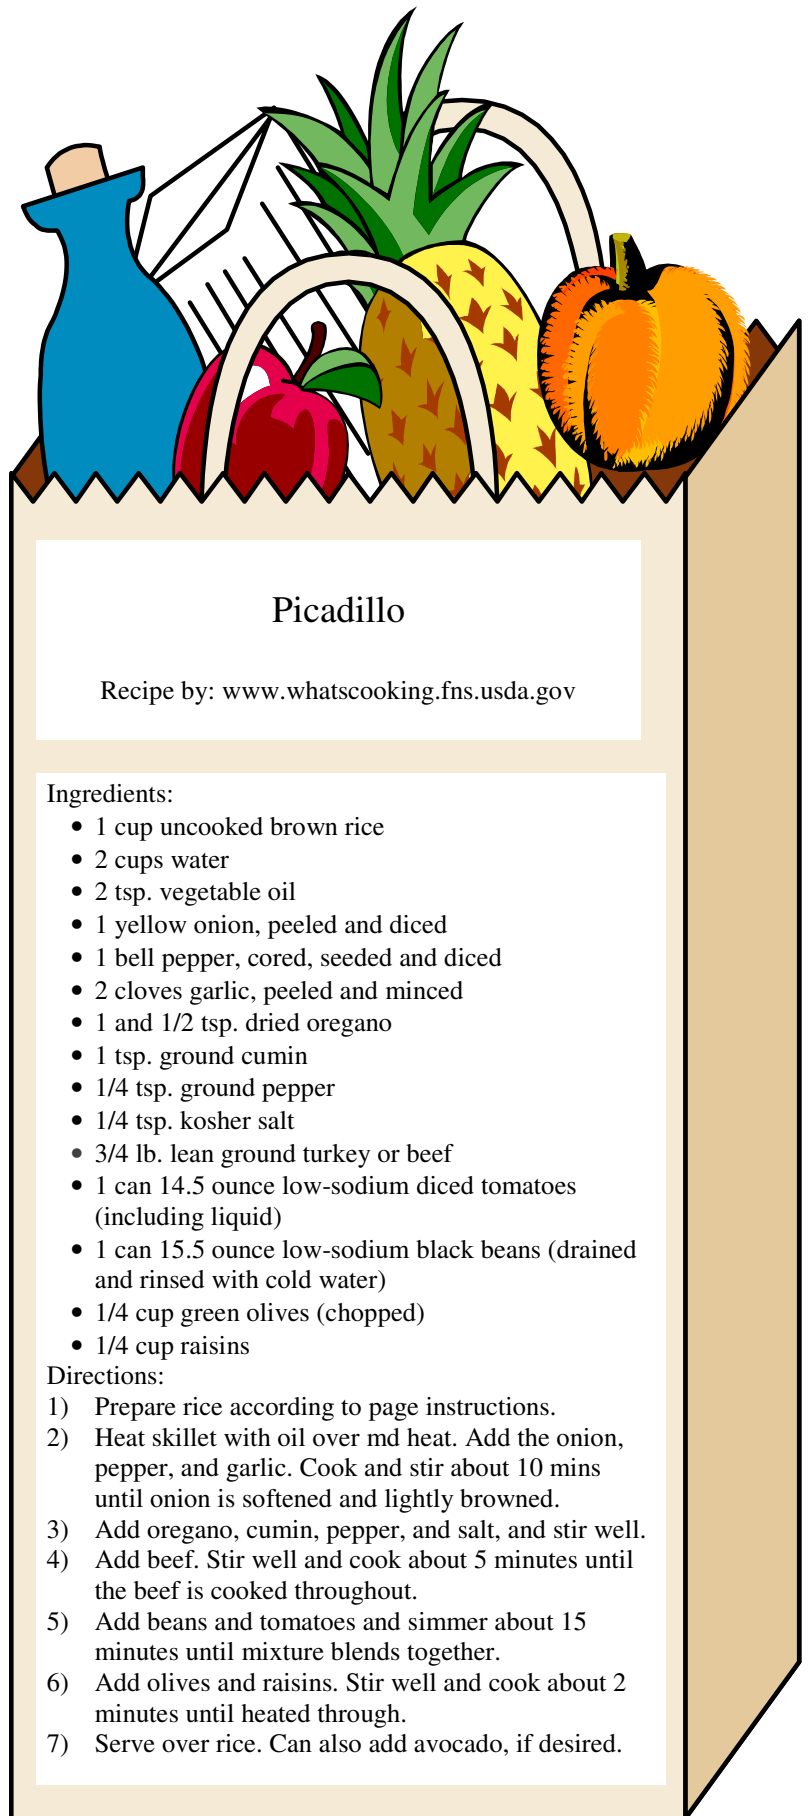 Picadillo
Recipe by: www.whatscooking.fns.usda.gov
Ingredients:
• 1 cup uncooked brown rice
• 2 cups water
• 2 tsp. vegetable oil
• 1 yellow onion, peeled and diced
• 1 bell pepper, cored, seeded and diced
• 2 cloves garlic, peeled and minced
• 1 and 1/2 tsp. dried oregano
• 1 tsp. ground cumin
• 1/4 tsp. ground pepper
• 1/4 tsp. kosher salt
• 3/4 lb. lean ground turkey or beef
• 1 can 14.5 ounce low-sodium diced tomatoes
(including liquid)
• 1 can 15.5 ounce low-sodium black beans (drained
and rinsed with cold water)
• 1/4 cup green olives (chopped)
• 1/4 cup raisins
Directions:
1) Prepare rice according to page instructions.
2) Heat skillet with oil over md heat. Add the onion,
pepper, and garlic. Cook and stir about 10 mins
until onion is softened and lightly browned.
3) Add oregano, cumin, pepper, and salt, and stir well.
4) Add beef. Stir well and cook about 5 minutes until
the beef is cooked throughout.
5) Add beans and tomatoes and simmer about 15
minutes until mixture blends together.
6) Add olives and raisins. Stir well and cook about 2
minutes until heated through.
7) Serve over rice. Can also add avocado, if desired.